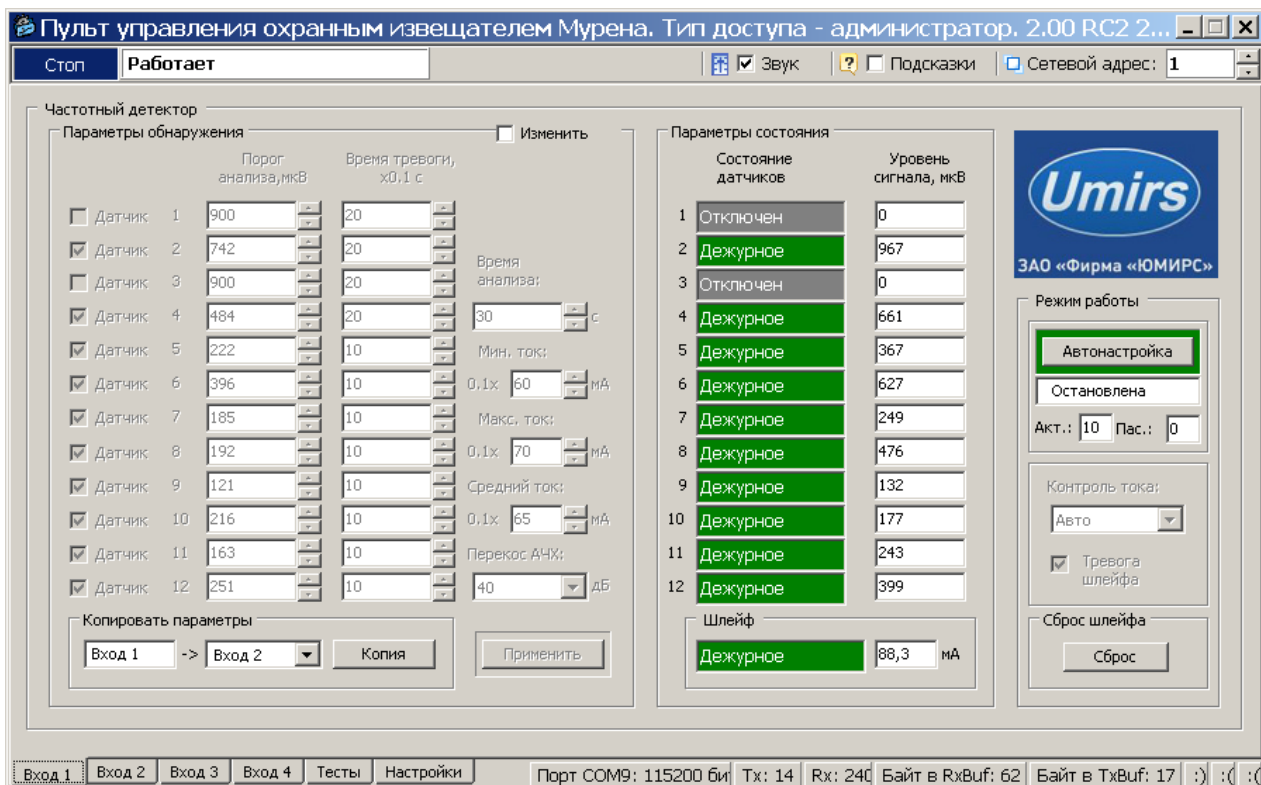 Пульт управления охранным извещателем Мурена. Тип доступа - администратор. 2.00 RC2 2...
Стоп Работает Звук Подсказки Сетевой адрес: 1
Частотный детектор
Параметры обнаружения Изменить
Порог анализа,мкВ
Время тревоги, x0.1 с
Датчик 1 900 20
Датчик 2 742 20
Датчик 3 900 20
Датчик 4 484 20
Датчик 5 222 10
Датчик 6 396 10
Датчик 7 185 10
Датчик 8 192 10
Датчик 9 121 10
Датчик 10 216 10
Датчик 11 163 10
Датчик 12 251 10
Время
анализа:
30 с
Мин. ток:
0.1x 60 мА
Макс. ток:
0.1x 70 мА
Средний ток:
0.1x 65 мА
Перекос АЧХ:
40 дБ
Копировать параметры
Вход 1 -> Вход 2 Копия
Применить
Параметры состояния
Состояние датчиков
Уровень сигнала, мкВ
1 Отключен 0
2 Дежурное 967
3 Отключен 0
4 Дежурное 661
5 Дежурное 367
6 Дежурное 627
7 Дежурное 249
8 Дежурное 476
9 Дежурное 132
10 Дежурное 177
11 Дежурное 243
12 Дежурное 399
Шлейф
Дежурное 88,3 мА
Umirs
ЗАО «Фирма «ЮМИРС»
Режим работы
Автонастройка
Остановлена
Акт.: 10 Пас.: 0
Контроль тока:
Авто
Тревога
шлейфа
Сброс шлейфа
Сброс
Вход 1 Вход 2 Вход 3 Вход 4 Тесты Настройки Порт COM9: 115200 би Tx: 14 Rx: 240 Байт в RxBuf: 62 Байт в TxBuf: 17 :) :( :(